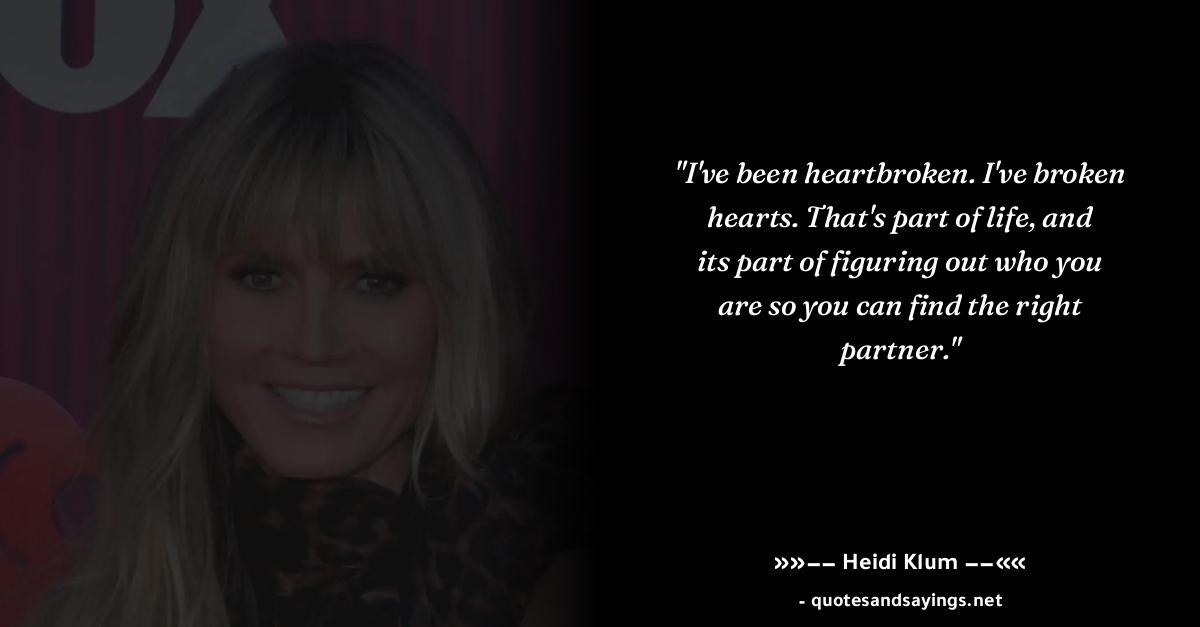 OX
"I've been heartbroken. I've broken
hearts. That's part of life, and
its part of figuring out who you
are so you can find the right
partner."
»»–– Heidi Klum ––««
- quotesandsayings.net